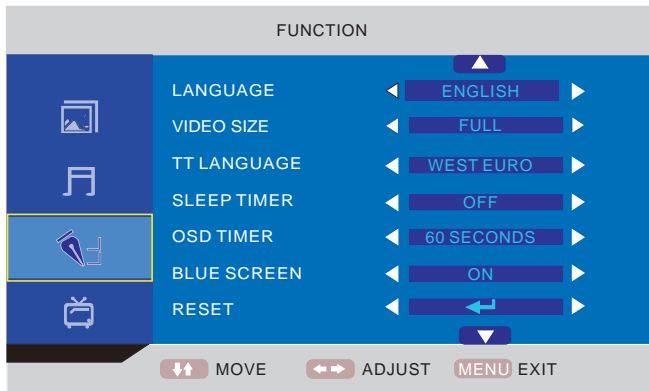 FUNCTION
LANGUAGE ENGLISH
VIDEO SIZE FULL
TT LANGUAGE WEST EURO
SLEEP TIMER OFF
OSD TIMER 60 SECONDS
BLUE SCREEN ON
RESET
MOVE ADJUST MENU EXIT